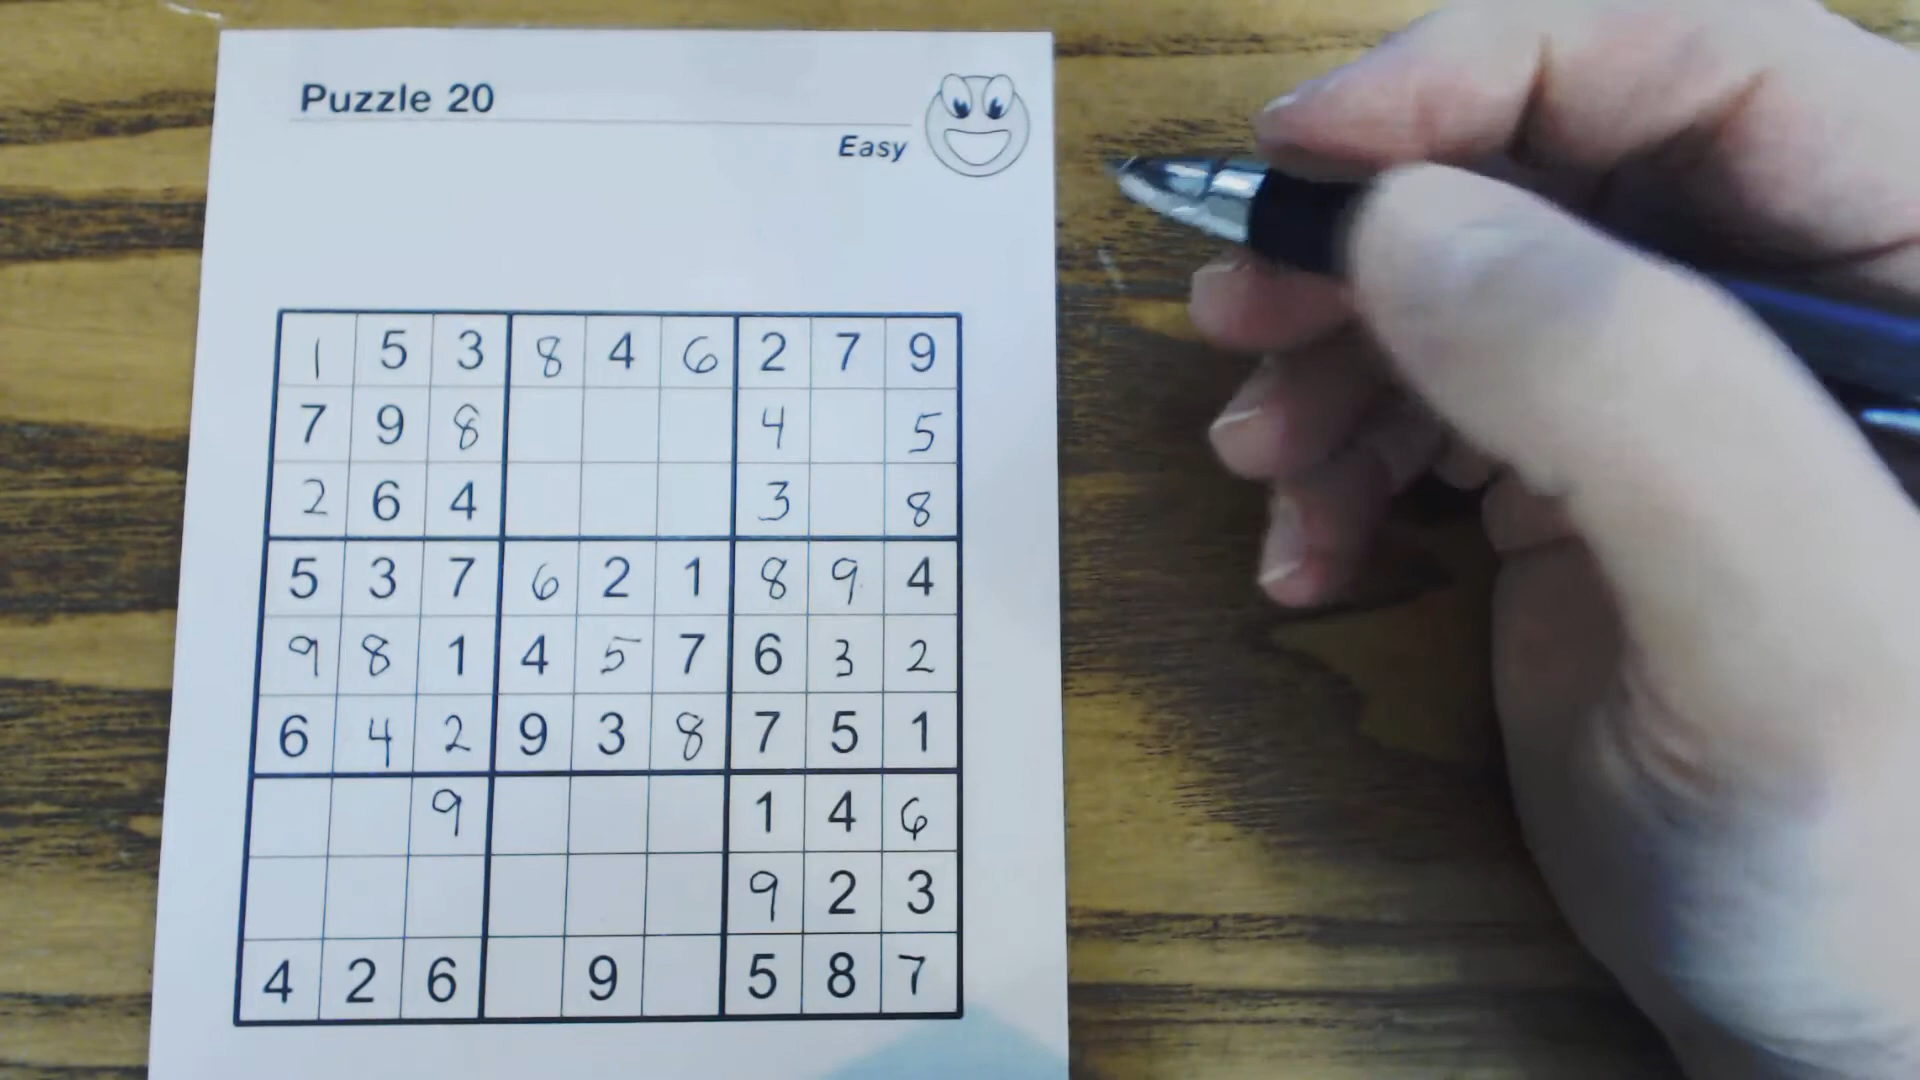 Puzzle 20
Easy
1 5 3 8 4 6 2 7 9
7 9 8 4 5
2 6 4 3 8
5 3 7 6 2 1 8 9 4
9 8 1 4 5 7 6 3 2
6 4 2 9 3 8 7 5 1
9 1 4 6
9 2 3
4 2 6 9 5 8 7